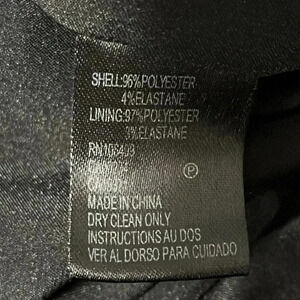 SHELL:96%POLYESTER
4%ELASTANE
LINING:97%POLYESTER
3%ELASTANE
P
MADE IN CHINA
DRY CLEAN ONLY
INSTRUCTIONS AU DOS
VER AL DORSO PARA CUIDADO